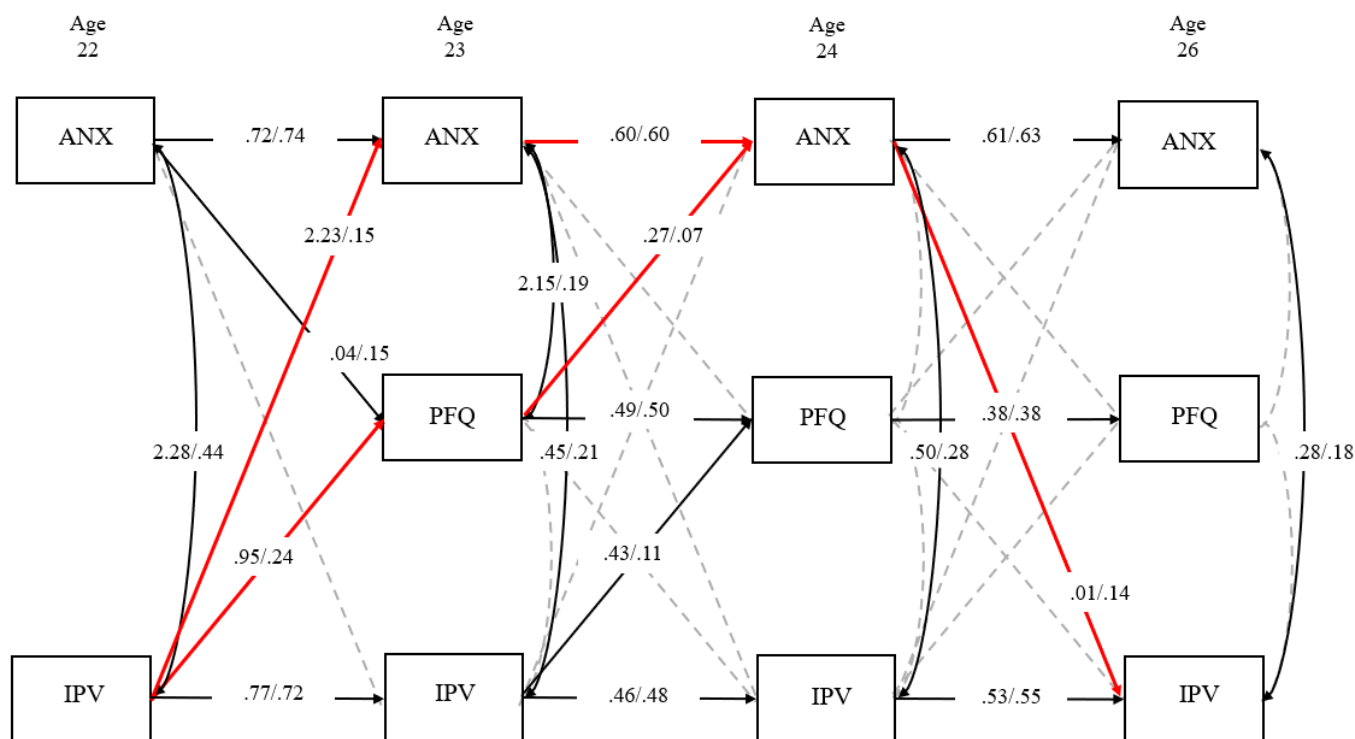 Age
22
Age
23
Age
24
Age
26
ANX
.72/.74
ANX
.60/.60
ANX
.61/.63
ANX
2.23/.15
.27/.07
2.15/.19
.04/.15
PFQ
.49/.50
PFQ
.38/.38
PFQ
2.28/.44
.45/.21
.50/.28
.28/.18
.95/.24
.43/.11
.01/.14
IPV
.77/.72
IPV
.46/.48
IPV
.53/.55
IPV